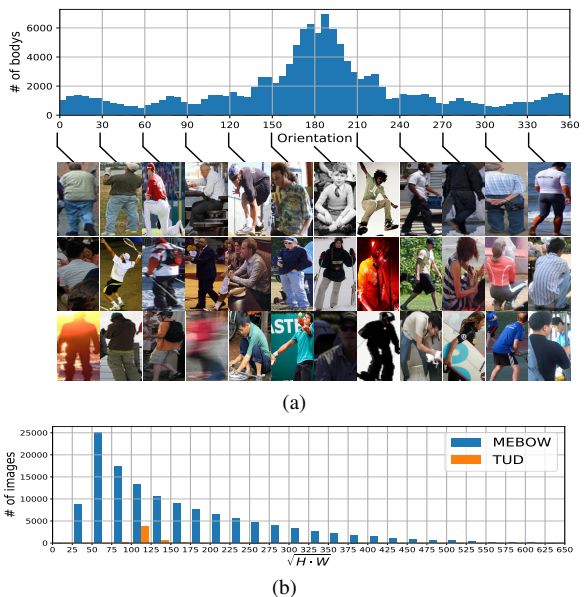 6000
4000
2000
0
# of bodys
0 30 60 90 120 150 180 210 240 270 300 330 360
Orientation
ASTE
(a)
25000
20000
15000
10000
5000
0
# of images
MEBOW
TUD
0 25 50 75 100 125 150 175 200 225 250 275 300 325 350 375 400 425 450 475 500 525 550 575 600 625 650
√H · W
(b)